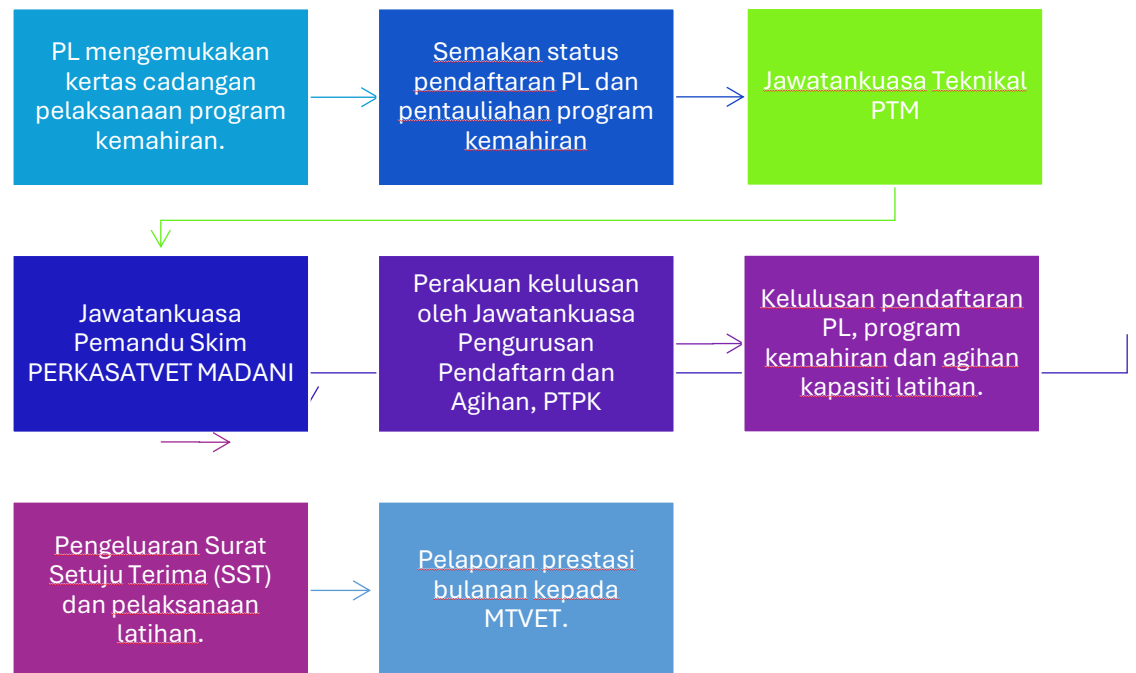 PL mengemukakan
kertas cadangan
pelaksanaan program
kemahiran.
Semakan status
pendaftaran PL dan
pentauliahan program
kemahiran
Jawatankuasa Teknikal
PTM
Jawatankuasa
Pemandu Skim
PERKASATVET MADANI
Perakuan kelulusan
oleh Jawatankuasa
Pengurusan
Pendaftarn dan
Agihan, PTPK
Kelulusan pendaftaran
PL, program
kemahiran dan agihan
kapasiti latihan.
Pengeluaran Surat
Setuju Terima (SST)
dan pelaksanaan
latihan.
Pelaporan prestasi
bulanan kepada
MTVET.